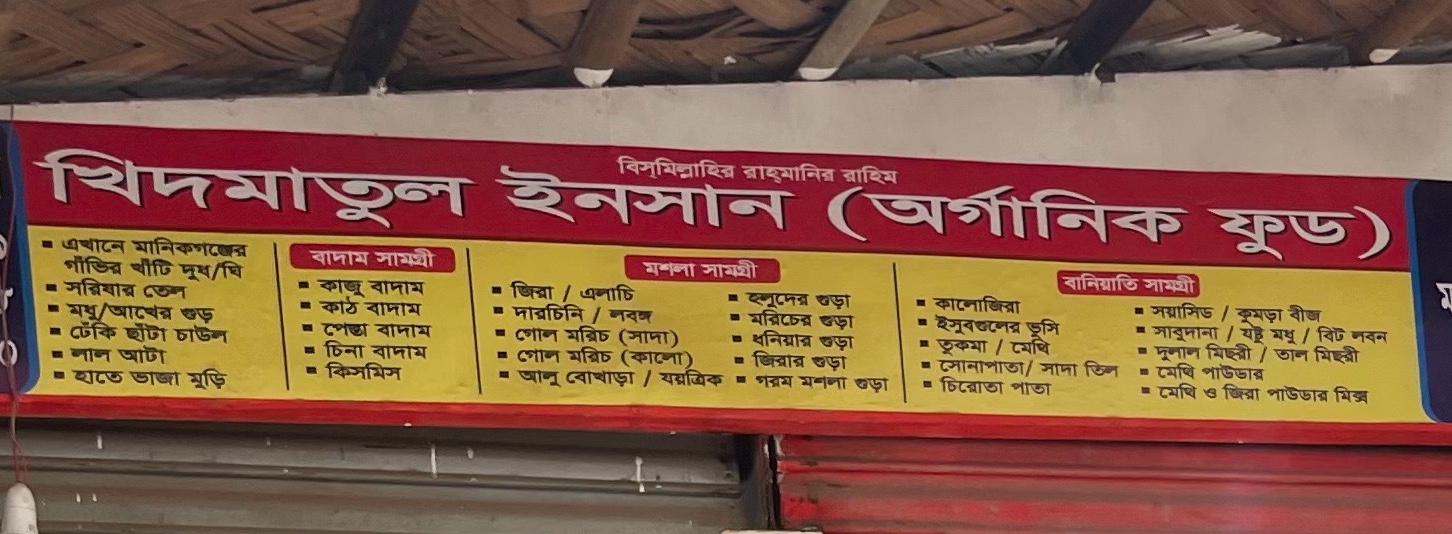 বিস্‌মিল্লাহির রাহ্‌মানির রাহিম
খিদমাতুল ইনসান (অর্গানিক ফুড)
▪ এখানে মানিকগঞ্জের
গাঁভির খাঁটি দুধ/ঘি
▪ সরিষার তেল
▪ মধু/আখের গুড়
▪ ঢেঁকি ছাঁটা চাউল
▪ লাল আটা
▪ হাতে ভাজা মুড়ি
বাদাম সামগ্রী
▪ কাজু বাদাম
▪ কাঠ বাদাম
▪ পেস্তা বাদাম
▪ চিনা বাদাম
▪ কিসমিস
মশলা সামগ্রী
▪ জিরা / এলাচি
▪ দারচিনি / লবঙ্গ
▪ গোল মরিচ (সাদা)
▪ গোল মরিচ (কালো)
▪ আলু বোখাড়া / যয়ত্রিক
▪ হলুদের গুড়া
▪ মরিচের গুড়া
▪ ধনিয়ার গুড়া
▪ জিরার গুড়া
▪ গরম মশলা গুড়া
বানিয়াতি সামগ্রী
▪ কালোজিরা
▪ ইসুবগুলের ভুসি
▪ তুকমা / মেথি
▪ সোনাপাতা/ সাদা তিল
▪ চিরোতা পাতা
▪ সয়াসিড / কুমড়া বীজ
▪ সাবুদানা / যষ্টু মধু / বিট লবন
▪ দুলাল মিছরী / তাল মিছরী
▪ মেথি পাউডার
▪ মেথি ও জিরা পাউডার মিক্স